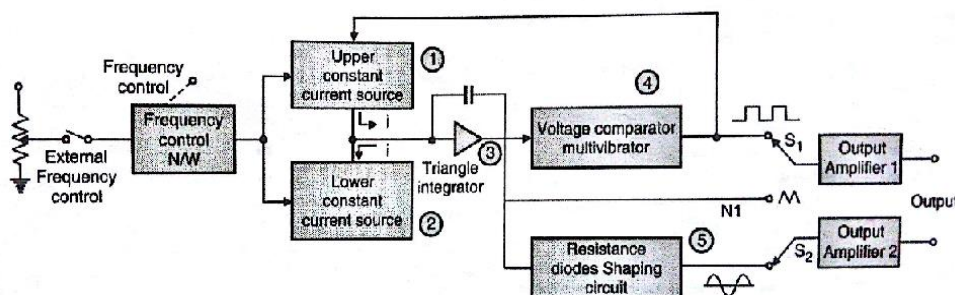 Frequency
control
External
Frequency
control
Frequency
control
N/W
Upper
constant
current source
1
i
i
Lower
constant
current source
2
Triangle
integrator
3
Voltage comparator
multivibrator
4
S1
Output
Amplifier 1
N1
Output
Resistance
diodes Shaping
circuit
5
S2
Output
Amplifier 2